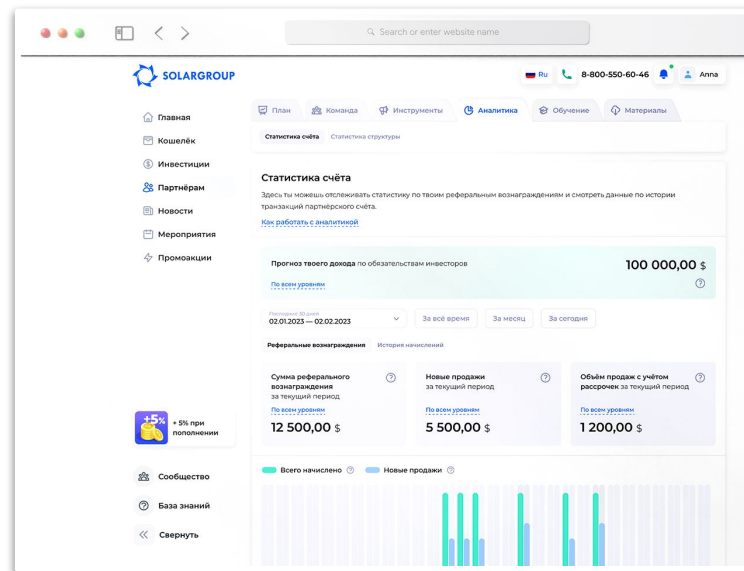 Search or enter website name
SOLARGROUP
Ru
8-800-550-60-46
Anna
Главная
Кошелёк
Инвестиции
Партнёрам
Новости
Мероприятия
Промоакции
План
Команда
Инструменты
Аналитика
Обучение
Материалы
Статистика счёта
Статистика структуры
Статистика счёта
Здесь ты можешь отслеживать статистику по твоим реферальным вознаграждениям и смотреть данные по истории
транзакций партнёрского счёта.
Как работать с аналитикой
Прогноз твоего дохода по обязательствам инвесторов
100 000,00 $
По всем уровням
Последние 30 дней
02.01.2023 — 02.02.2023
За всё время
За месяц
За сегодня
Реферальные вознаграждения
История начислений
Сумма реферального
вознаграждения
за текущий период
По всем уровням
12 500,00 $
Новые продажи
за текущий период
По всем уровням
5 500,00 $
Объём продаж с учётом
рассрочек за текущий период
По всем уровням
1 200,00 $
Всего начислено
Новые продажи
+5%
+ 5% при
пополнении
Сообщество
База знаний
Свернуть